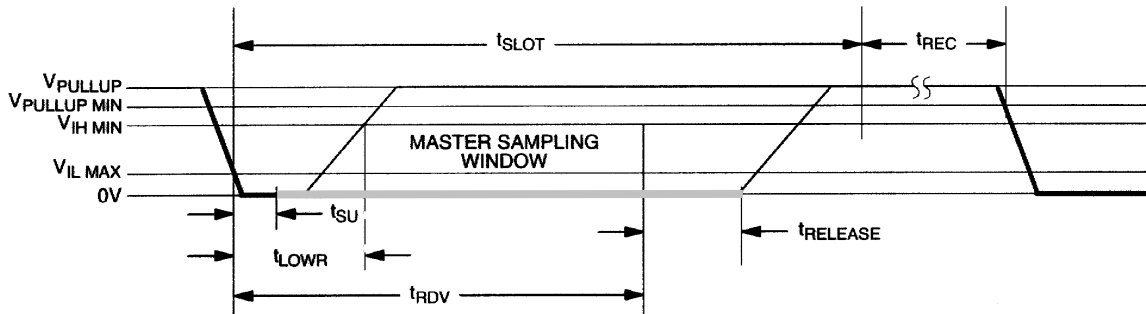 tSLOT
tREC
VPULLUP
VPULLUP MIN
VIH MIN
MASTER SAMPLING
WINDOW
VIL MAX
0V
tSU
tRELEASE
tLOWR
tRDV